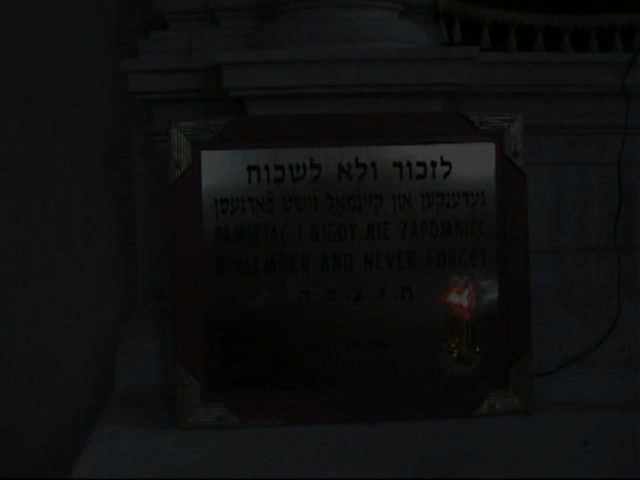 לזכור ולא לשכוח
געדענקען און קיינמאל נישט פארגעסן
PAMIĘTAĆ I NIGDY NIE ZAPOMNIEĆ
REMEMBER AND NEVER FORGET
ת. נ. צ. ב. ה.